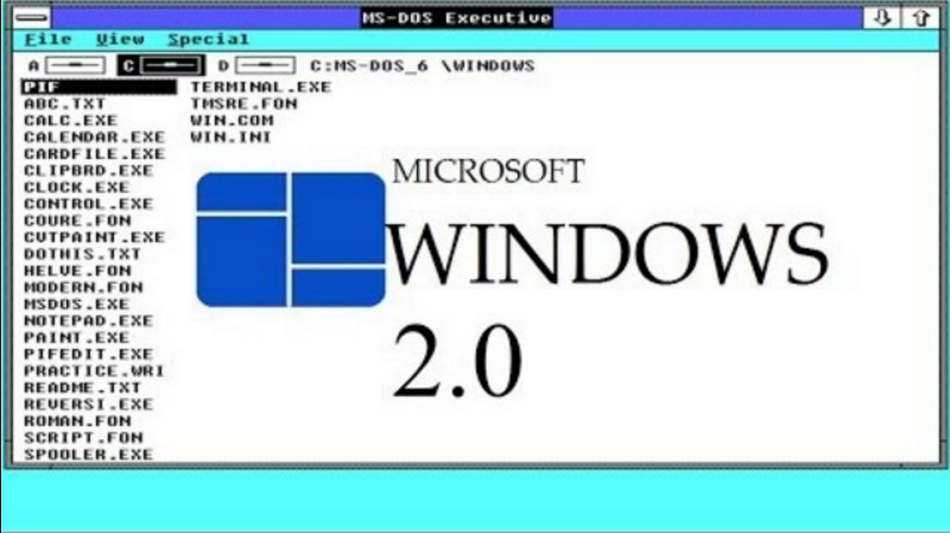 MS-DOS Executive
File View Special
A C D C:MS-DOS_6 \WINDOWS
PIF
ABC.TXT
CALC.EXE
CALENDAR.EXE
CARDFILE.EXE
CLIPBRD.EXE
CLOCK.EXE
CONTROL.EXE
COURE.FON
CVTPAINT.EXE
DOTHIS.TXT
HELVE.FON
MODERN.FON
MSDOS.EXE
NOTEPAD.EXE
PAINT.EXE
PIFEDIT.EXE
PRACTICE.WRI
README.TXT
REVERSI.EXE
ROMAN.FON
SCRIPT.FON
SPOOLER.EXE
TERMINAL.EXE
TMSRE.FON
WIN.COM
WIN.INI
MICROSOFT
WINDOWS
2.0